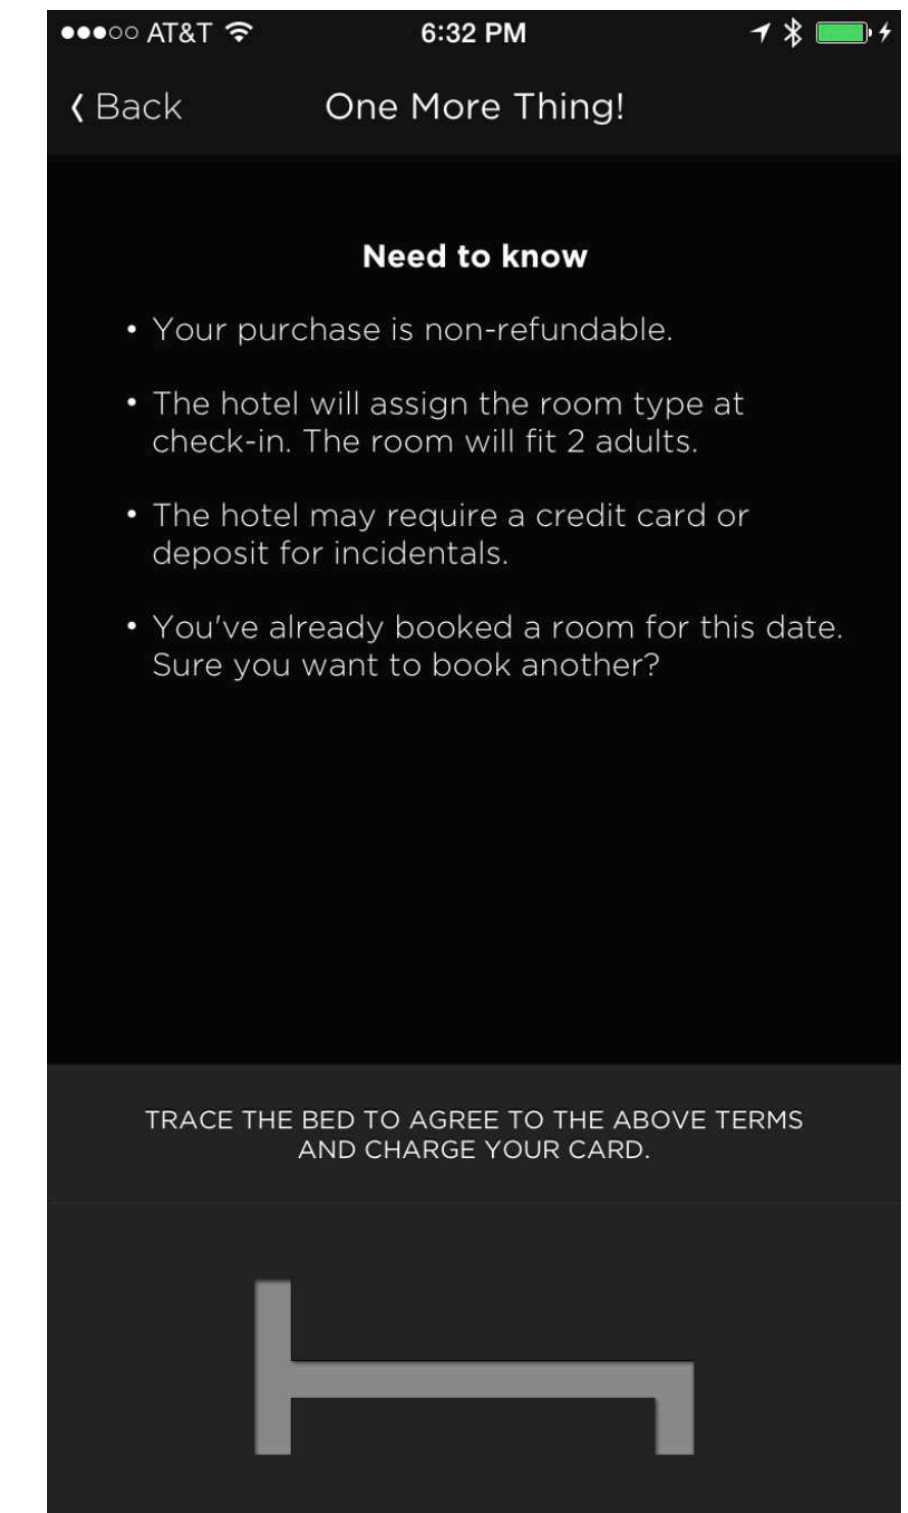 ●●●○○ AT&T 6:32 PM
Back One More Thing!
Need to know
• Your purchase is non-refundable.
• The hotel will assign the room type at
check-in. The room will fit 2 adults.
• The hotel may require a credit card or
deposit for incidentals.
• You've already booked a room for this date.
Sure you want to book another?
TRACE THE BED TO AGREE TO THE ABOVE TERMS
AND CHARGE YOUR CARD.